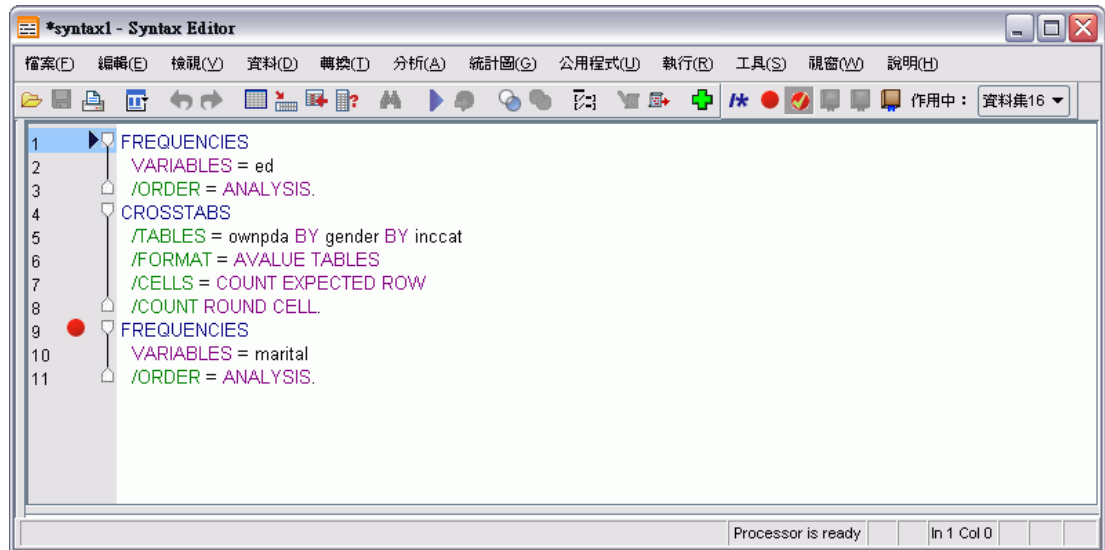 *syntax1 - Syntax Editor
檔案(F) 編輯(E) 檢視(V) 資料(D) 轉換(T) 分析(A) 統計圖(G) 公用程式(U) 執行(R) 工具(S) 視窗(W) 說明(H)
作用中： 資料集16
1 FREQUENCIES
2 VARIABLES = ed
3 /ORDER = ANALYSIS.
4 CROSSTABS
5 /TABLES = ownpda BY gender BY inccat
6 /FORMAT = AVALUE TABLES
7 /CELLS = COUNT EXPECTED ROW
8 /COUNT ROUND CELL.
9 FREQUENCIES
10 VARIABLES = marital
11 /ORDER = ANALYSIS.
Processor is ready In 1 Col 0